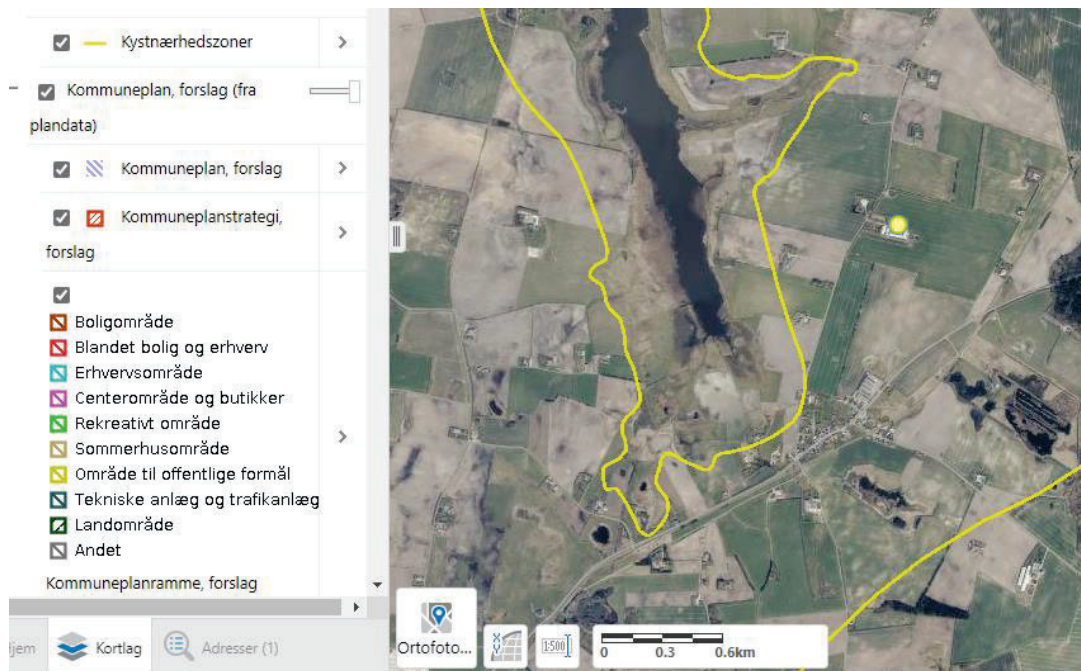 Kystnærhedszoner
Kommuneplan, forslag (fra
plandata)
Kommuneplan, forslag
Kommuneplanstrategi,
forslag
Boligområde
Blandet bolig og erhverv
Erhvervsområde
Centerområde og butikker
Rekreativt område
Sommerhusområde
Område til offentlige formål
Tekniske anlæg og trafikanlæg
Landområde
Andet
Kommuneplanramme, forslag
jem
Kortlag
Adresser (1)
Ortofoto...
X
Y
1:500
0 0.3 0.6km